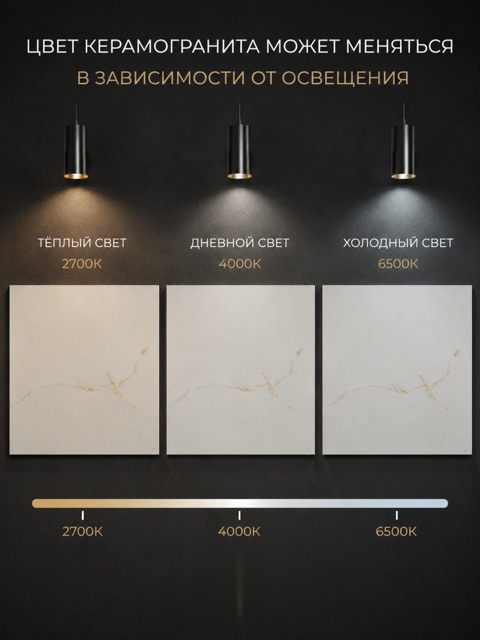 ЦВЕТ КЕРАМОГРАНИТА МОЖЕТ МЕНЯТЬСЯ
В ЗАВИСИМОСТИ ОТ ОСВЕЩЕНИЯ
ТЁПЛЫЙ СВЕТ
2700К
ДНЕВНОЙ СВЕТ
4000К
ХОЛОДНЫЙ СВЕТ
6500К
2700К
4000К
6500К